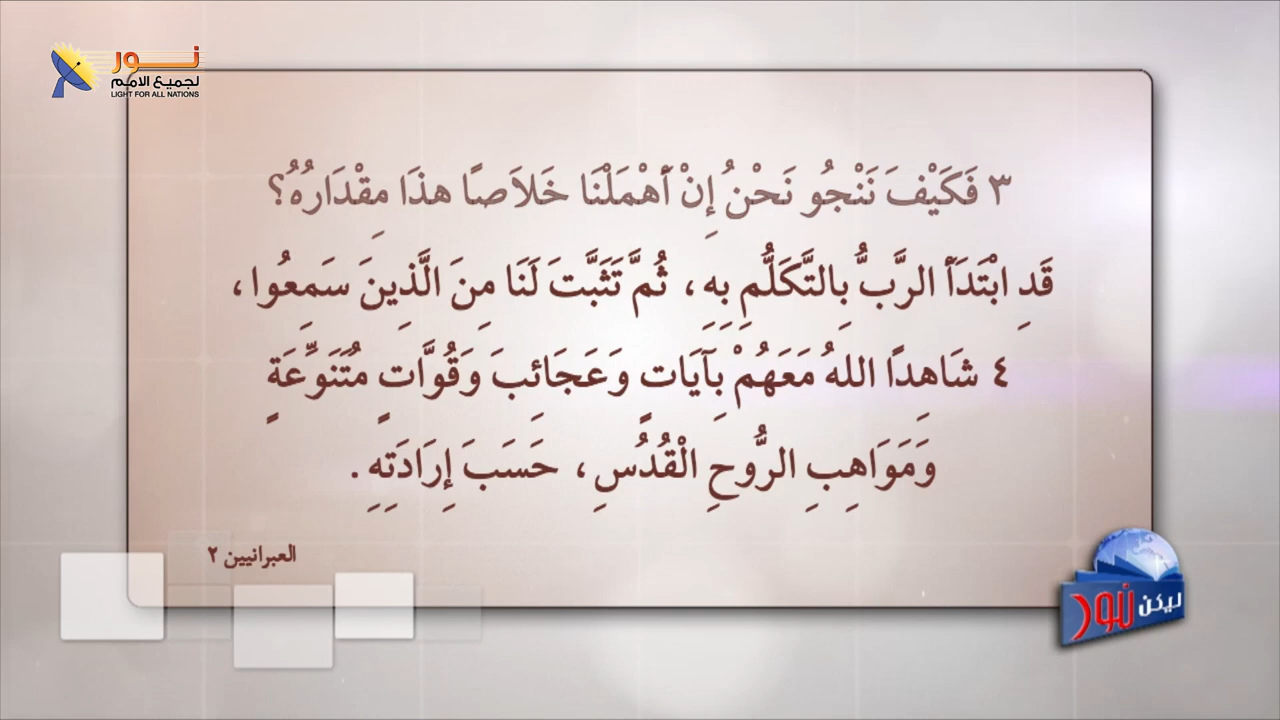 نور
لجميع الامم
LIGHT FOR ALL NATIONS
٣ فَكَيْفَ نَنْجُو نَحْنُ إِنْ أَهْمَلْنَا خَلاَصًا هذَا مِقْدَارُهُ؟
قَدِ ابْتَدَأَ الرَّبُّ بِالتَّكَلُّمِ بِهِ، ثُمَّ تَثَبَّتَ لَنَا مِنَ الَّذِينَ سَمِعُوا،
٤ شَاهِدًا اللهُ مَعَهُمْ بِآيَاتٍ وَعَجَائِبَ وَقُوَّاتٍ مُتَنَوِّعَةٍ
وَمَوَاهِبِ الرُّوحِ الْقُدُسِ، حَسَبَ إِرَادَتِهِ.
العبرانيين ٢
ليكن نور